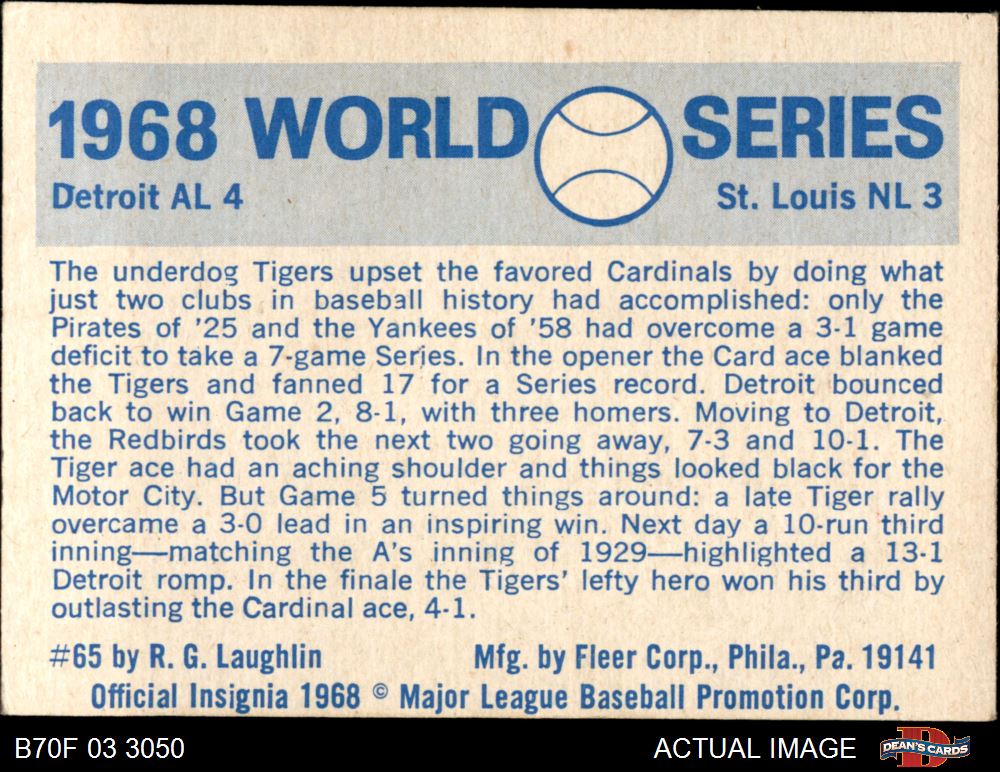 1968 WORLD SERIES
Detroit AL 4 St. Louis NL 3
The underdog Tigers upset the favored Cardinals by doing what
just two clubs in baseball history had accomplished: only the
Pirates of '25 and the Yankees of '58 had overcome a 3-1 game
deficit to take a 7-game Series. In the opener the Card ace blanked
the Tigers and fanned 17 for a Series record. Detroit bounced
back to win Game 2, 8-1, with three homers. Moving to Detroit,
the Redbirds took the next two going away, 7-3 and 10-1. The
Tiger ace had an aching shoulder and things looked black for the
Motor City. But Game 5 turned things around: a late Tiger rally
overcame a 3-0 lead in an inspiring win. Next day a 10-run third
inning—matching the A's inning of 1929—highlighted a 13-1
Detroit romp. In the finale the Tigers' lefty hero won his third by
outlasting the Cardinal ace, 4-1.
#65 by R. G. Laughlin Mfg. by Fleer Corp., Phila., Pa. 19141
Official Insignia 1968 © Major League Baseball Promotion Corp.
B70F 03 3050 ACTUAL IMAGE DEAN'S CARDS